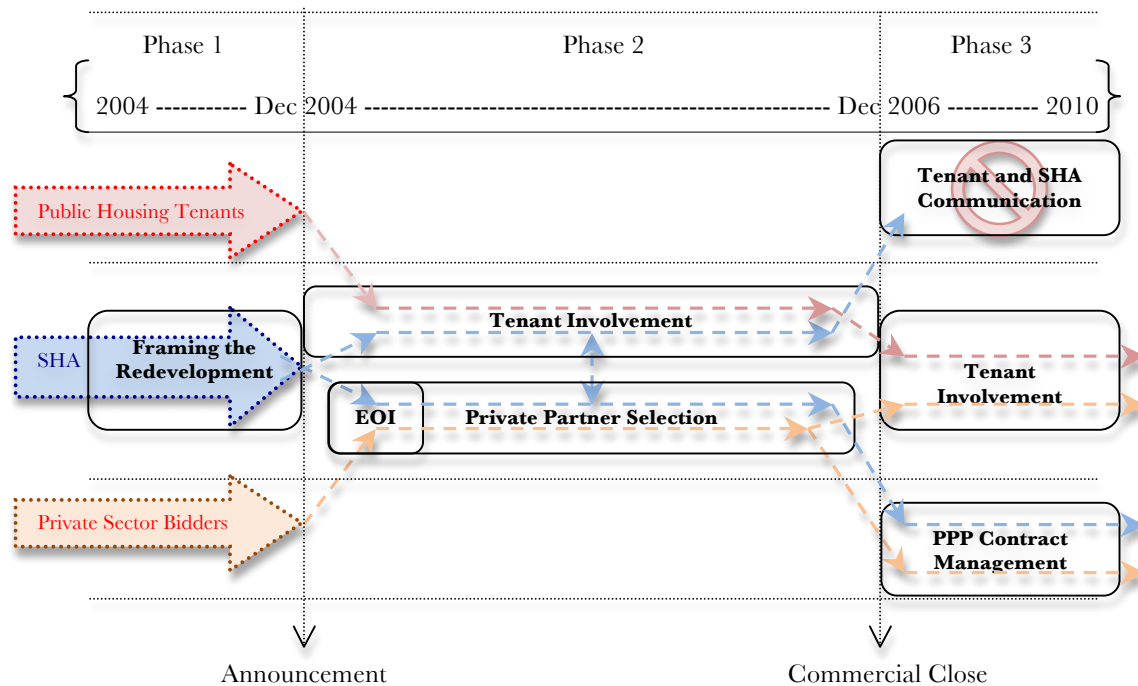 Phase 1
Phase 2
Phase 3
2004 ----------- Dec 2004 ------------------------------------------------------- Dec 2006 ----------- 2010
Public Housing Tenants
Tenant and SHA
Communication
SHA
Framing the
Redevelopment
Tenant Involvement
EOI
Private Partner Selection
Tenant
Involvement
Private Sector Bidders
PPP Contract
Management
Announcement
Commercial Close